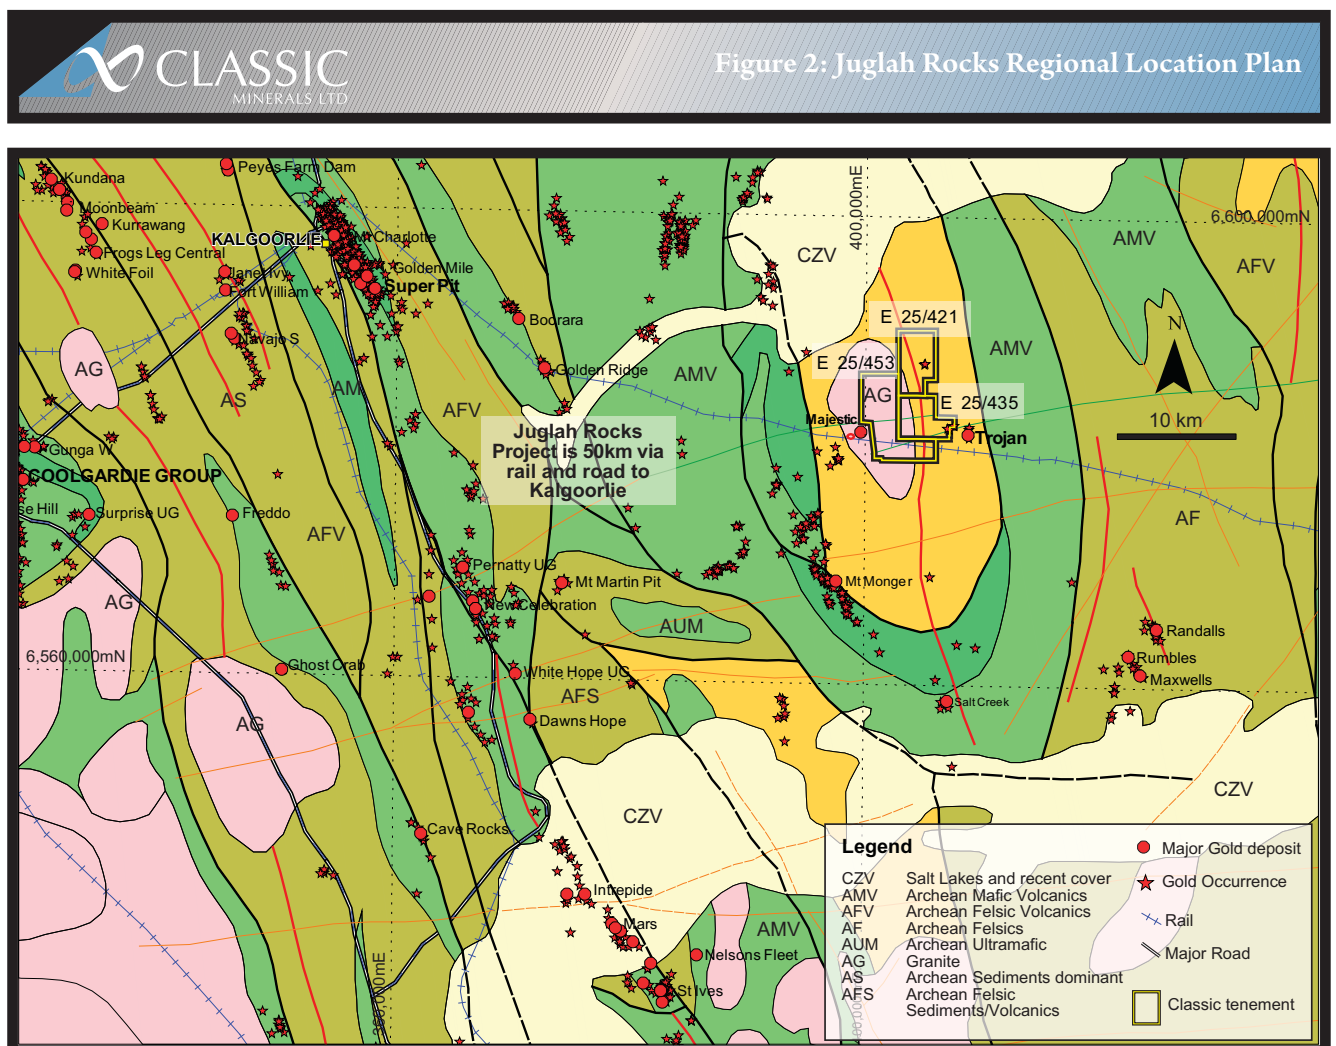 CLASSIC
MINERALS LTD
Figure 2: Juglah Rocks Regional Location Plan
Peyes Farm Dam
Kundana
Moonbeam
Kurrawang
Frogs Leg Central
White Foil
KALGOORLIE
Mt Charlotte
Golden Mile
Super Pit
Janet Ivy
Fort William
Navajo S
Boorara
Golden Ridge
400,000mE
6,600,000mN
CZV
AMV
AFV
E 25/421
E 25/453
E 25/435
AG
AMV
AMV
N
10 km
AG
AS
AM
AFV
Majestic
Trojan
Juglah Rocks
Project is 50km via
rail and road to
Kalgoorlie
Gunga W
COOLGARDIE GROUP
se Hill
Surprise UG
Freddo
AFV
AF
Pernatty UG
Mt Martin Pit
New Celebration
Mt Monger
AG
AUM
Randalls
Rumbles
Maxwells
6,560,000mN
Ghost Crab
White Hope UG
AFS
Dawns Hope
Salt Creek
AG
CZV
CZV
Cave Rocks
Intrepide
Mars
AMV
Nelsons Fleet
St Ives
360,000mE
Legend
CZV Salt Lakes and recent cover
AMV Archean Mafic Volcanics
AFV Archean Felsic Volcanics
AF Archean Felsics
AUM Archean Ultramafic
AG Granite
AS Archean Sediments dominant
AFS Archean Felsic
Sediments/Volcanics
Major Gold deposit
Gold Occurrence
Rail
Major Road
Classic tenement